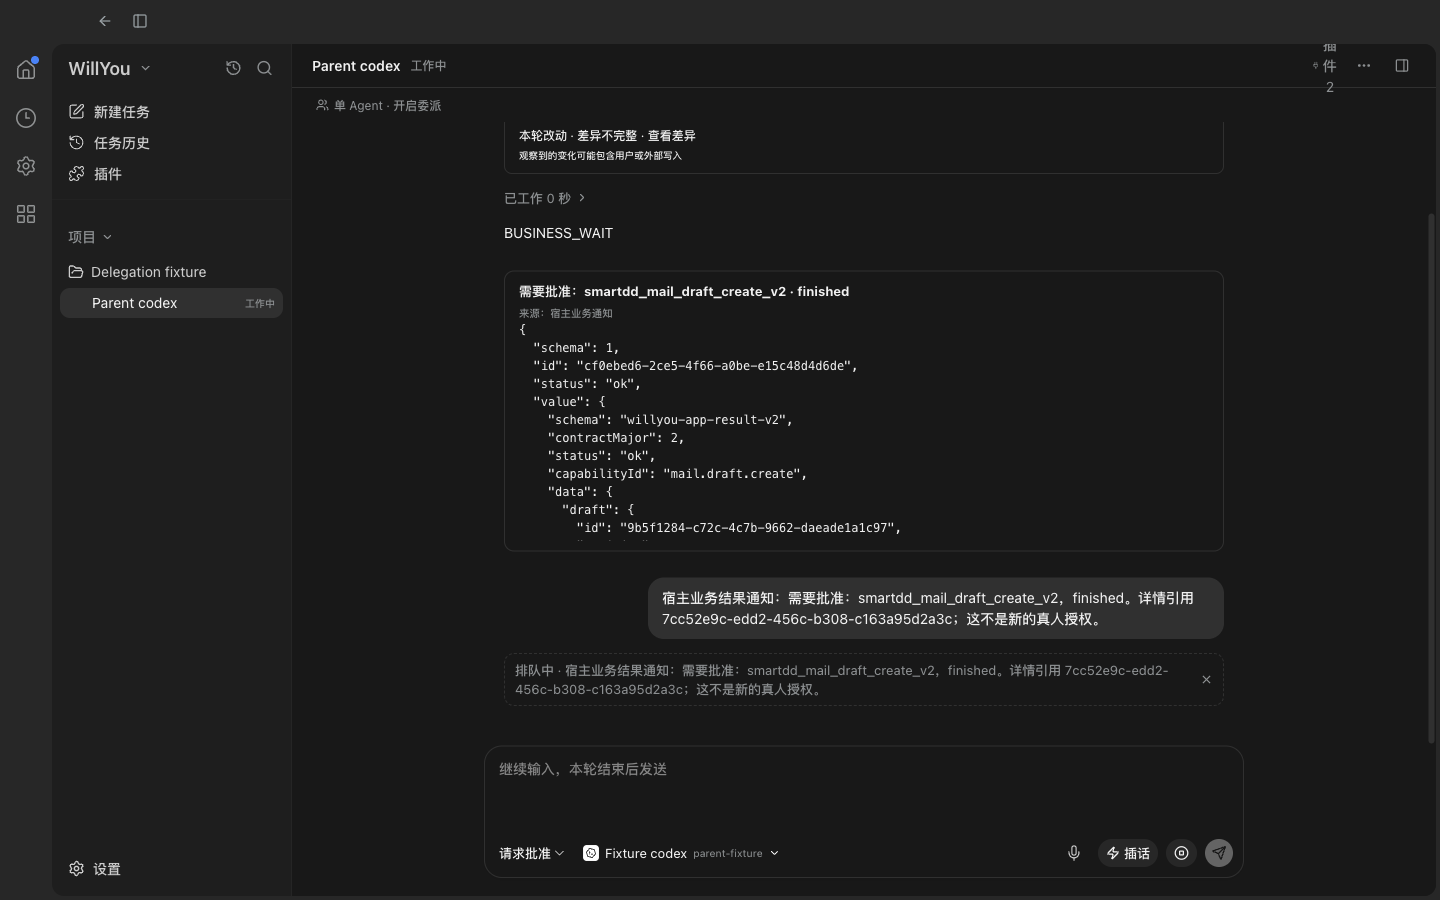 WillYou
新建任务
任务历史
插件
项目
Delegation fixture
Parent codex 工作中
设置
Parent codex 工作中
插
件
2
单 Agent · 开启委派
本轮改动 · 差异不完整 · 查看差异
观察到的变化可能包含用户或外部写入
已工作 0 秒
BUSINESS_WAIT
需要批准：smartdd_mail_draft_create_v2 · finished
来源：宿主业务通知
{
"schema": 1,
"id": "cf0ebed6-2ce5-4f66-a0be-e15c48d4d6de",
"status": "ok",
"value": {
"schema": "willyou-app-result-v2",
"contractMajor": 2,
"status": "ok",
"capabilityId": "mail.draft.create",
"data": {
"draft": {
"id": "9b5f1284-c72c-4c7b-9662-daeade1a1c97",
宿主业务结果通知：需要批准：smartdd_mail_draft_create_v2，finished。详情引用
7cc52e9c-edd2-456c-b308-c163a95d2a3c；这不是新的真人授权。
排队中 · 宿主业务结果通知：需要批准：smartdd_mail_draft_create_v2，finished。详情引用 7cc52e9c-edd2-
456c-b308-c163a95d2a3c；这不是新的真人授权。
继续输入，本轮结束后发送
请求批准 Fixture codex parent-fixture 插话